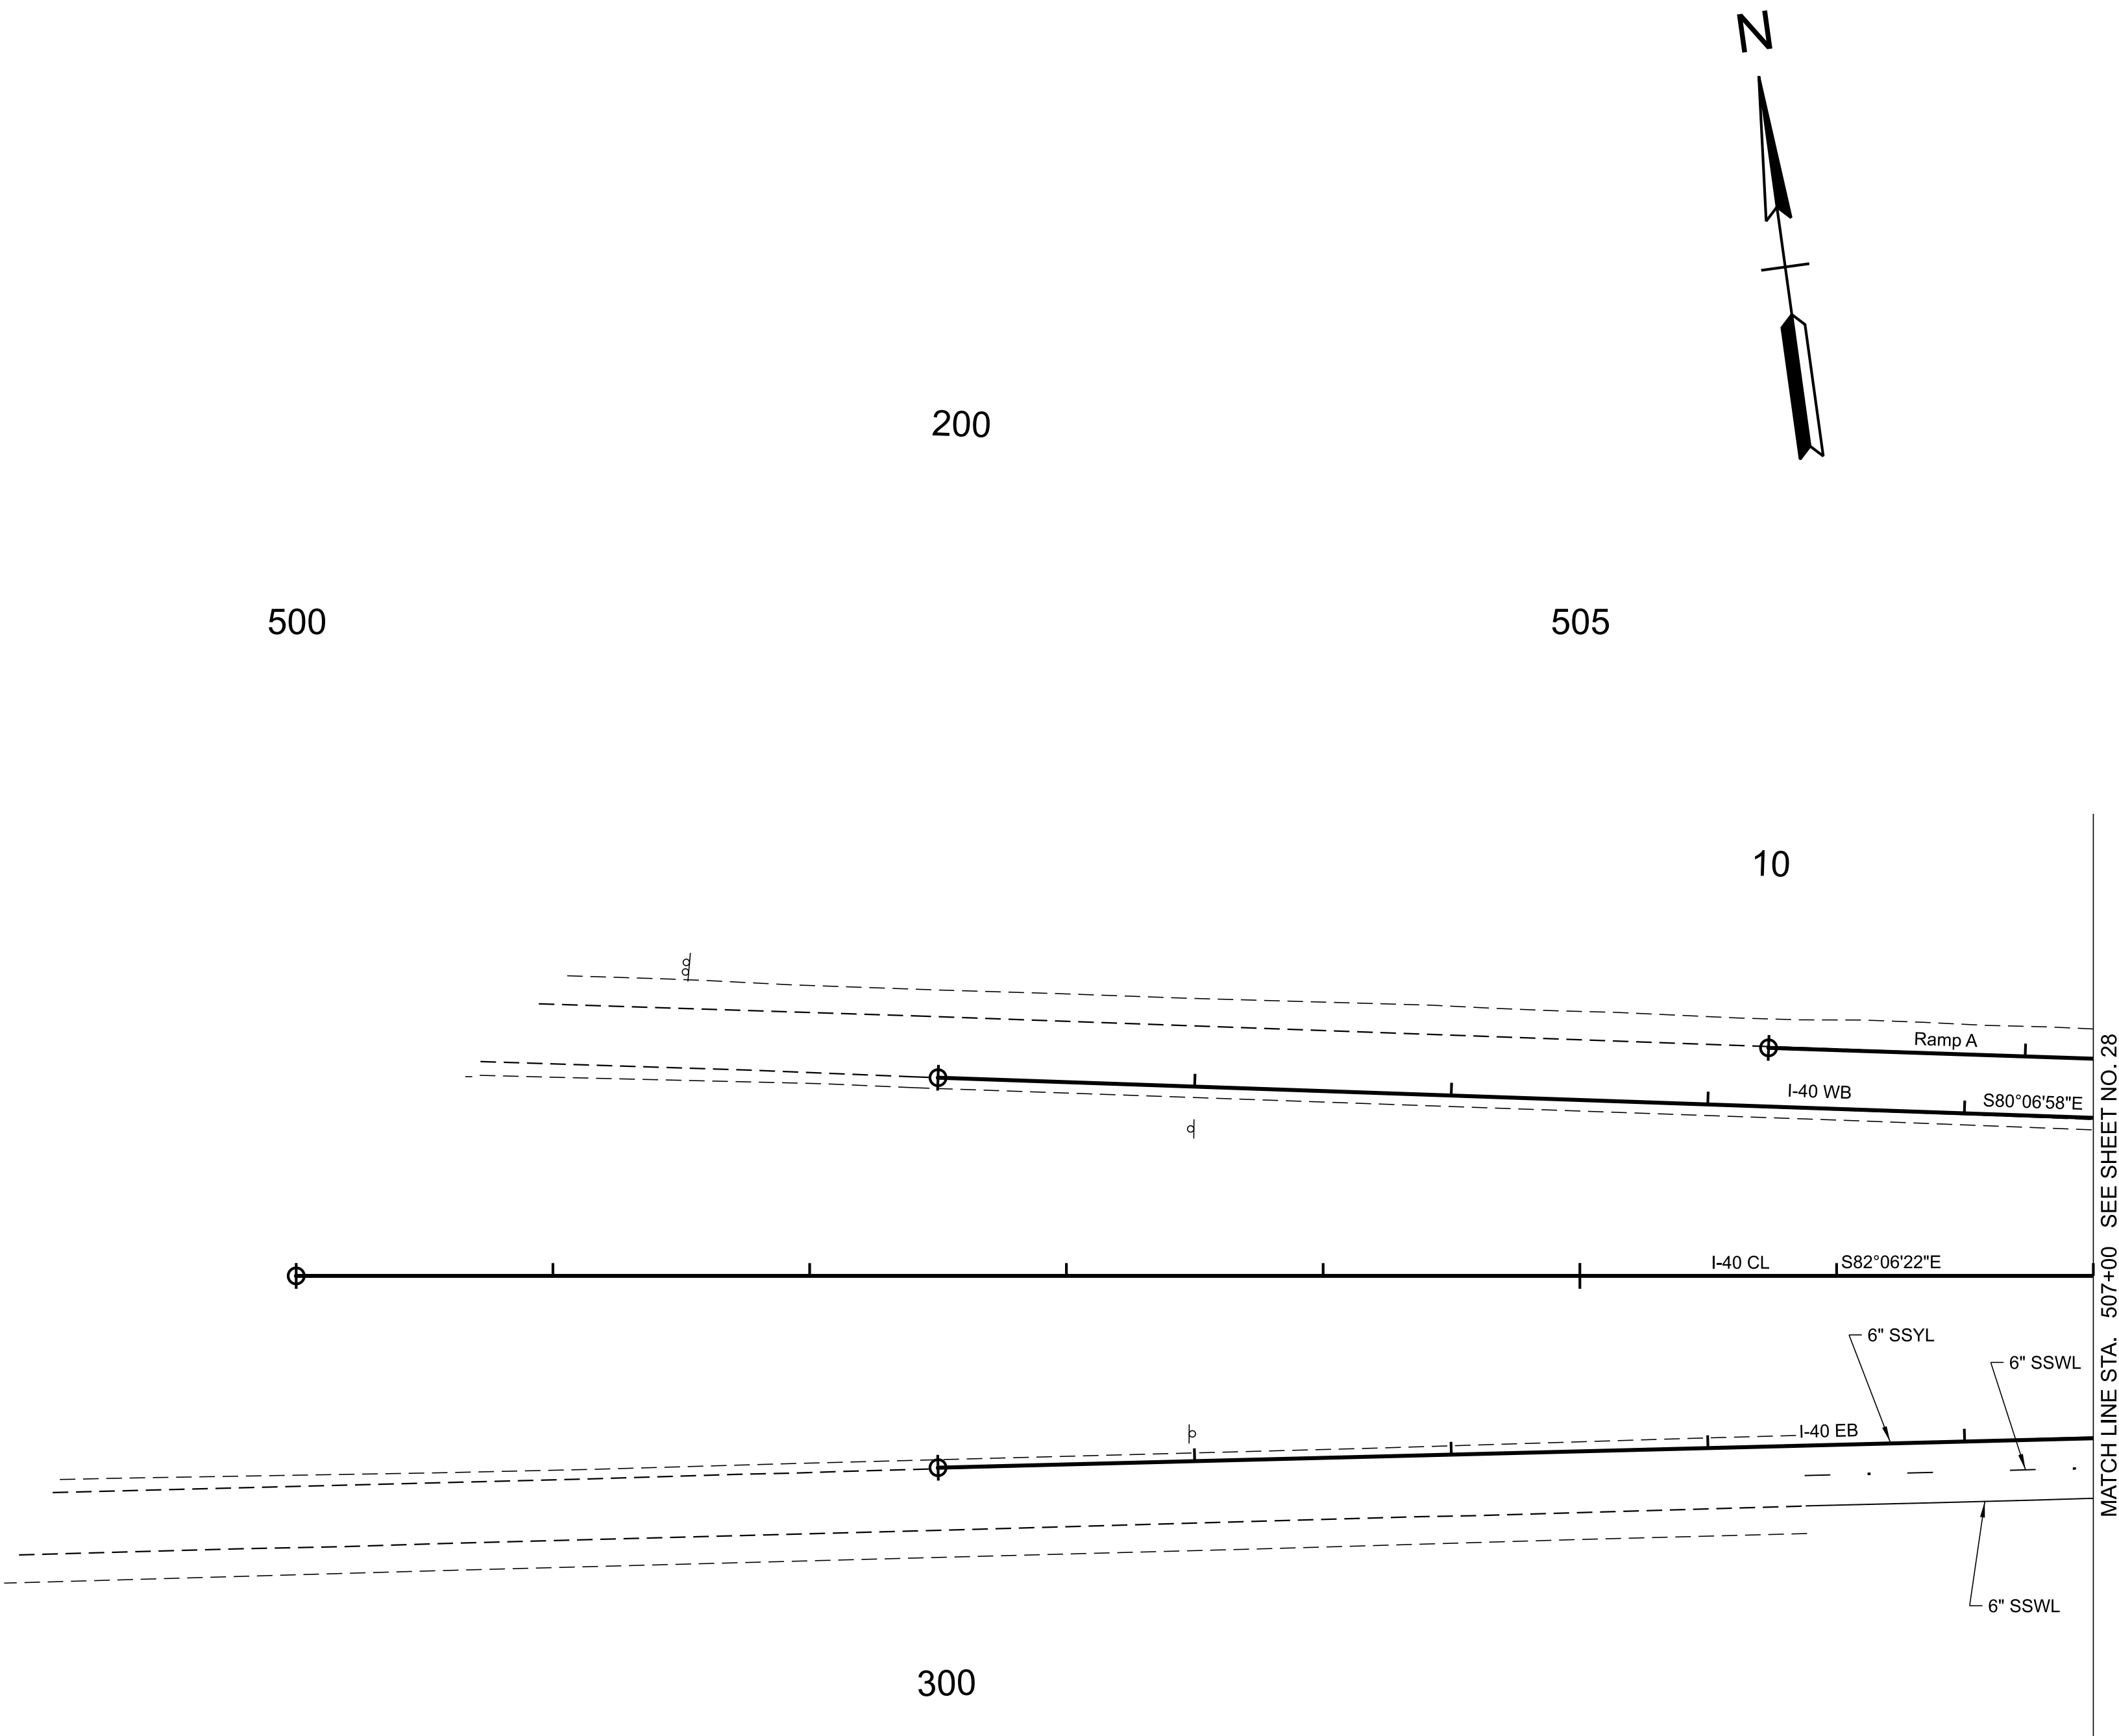 N
200
500
505
10
Ramp A
I-40 WB
S80°06'58"E
I-40 CL
S82°06'22"E
6" SSYL
6" SSWL
I-40 EB
6" SSWL
300
MATCH LINE STA. 507+00 SEE SHEET NO. 28